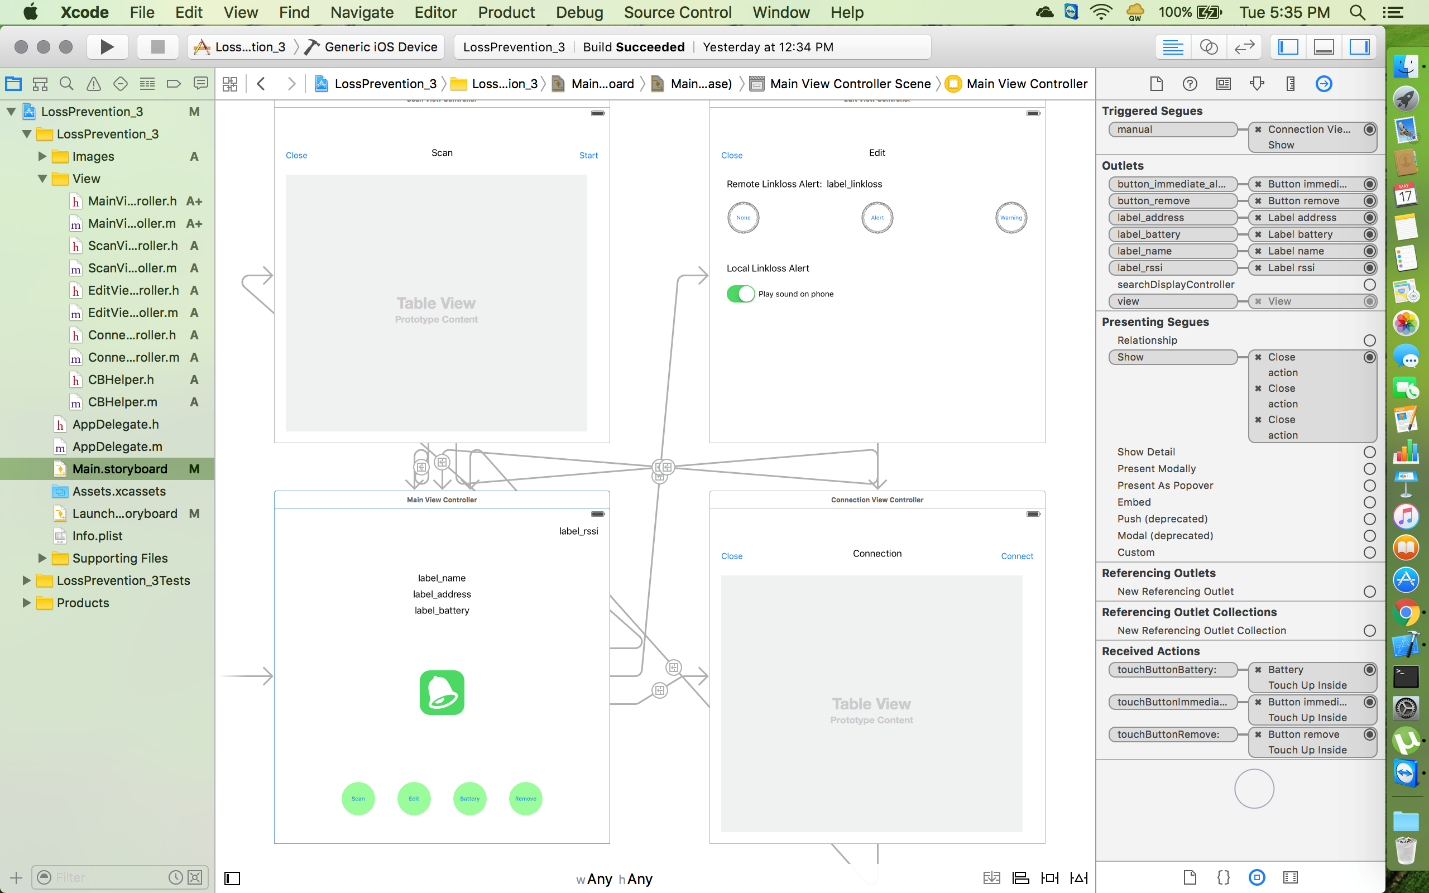 Xcode File Edit View Find Navigate Editor Product Debug Source Control Window Help QW 100% Tue 5:35 PM
Loss...tion_3 Generic iOS Device LossPrevention_3 Build Succeeded Yesterday at 12:34 PM
LossPrevention_3 Loss...ion_3 Main...oard Main...ase) Main View Controller Scene Main View Controller
LossPrevention_3 M
LossPrevention_3
Images A
View
MainVi...roller.h A+
MainVi...oller.m A+
ScanVi...roller.h A
ScanVi...oller.m A
EditVie...roller.h A
EditVie...oller.m A
Conne...roller.h A
Conne...roller.m A
CBHelper.h A
CBHelper.m A
AppDelegate.h
AppDelegate.m
Main.storyboard M
Assets.xcassets
Launch...oryboard M
Info.plist
Supporting Files
LossPrevention_3Tests
Products
Filter
Close Scan Start
Table View
Prototype Content
Edit
Close
Remote Linkloss Alert: label_linkloss
None Alert Warning
Local Linkloss Alert
Play sound on phone
Main View Controller
label_rssi
label_name
label_address
label_battery
Scan Edit Battery Remove
Connection View Controller
Close Connection Connect
Table View
Prototype Content
wAny hAny
Triggered Segues
manual Connection Vie...
Show
Outlets
button_immediate_al... Button immedi...
button_remove Button remove
label_address Label address
label_battery Label battery
label_name Label name
label_rssi Label rssi
searchDisplayController
view View
Presenting Segues
Relationship
Show Close
action
Close
action
Close
action
Show Detail
Present Modally
Present As Popover
Embed
Push (deprecated)
Modal (deprecated)
Custom
Referencing Outlets
New Referencing Outlet
Referencing Outlet Collections
New Referencing Outlet Collection
Received Actions
touchButtonBattery: Battery
Touch Up Inside
touchButtonImmedia... Button immedi...
Touch Up Inside
touchButtonRemove: Button remove
Touch Up Inside
17